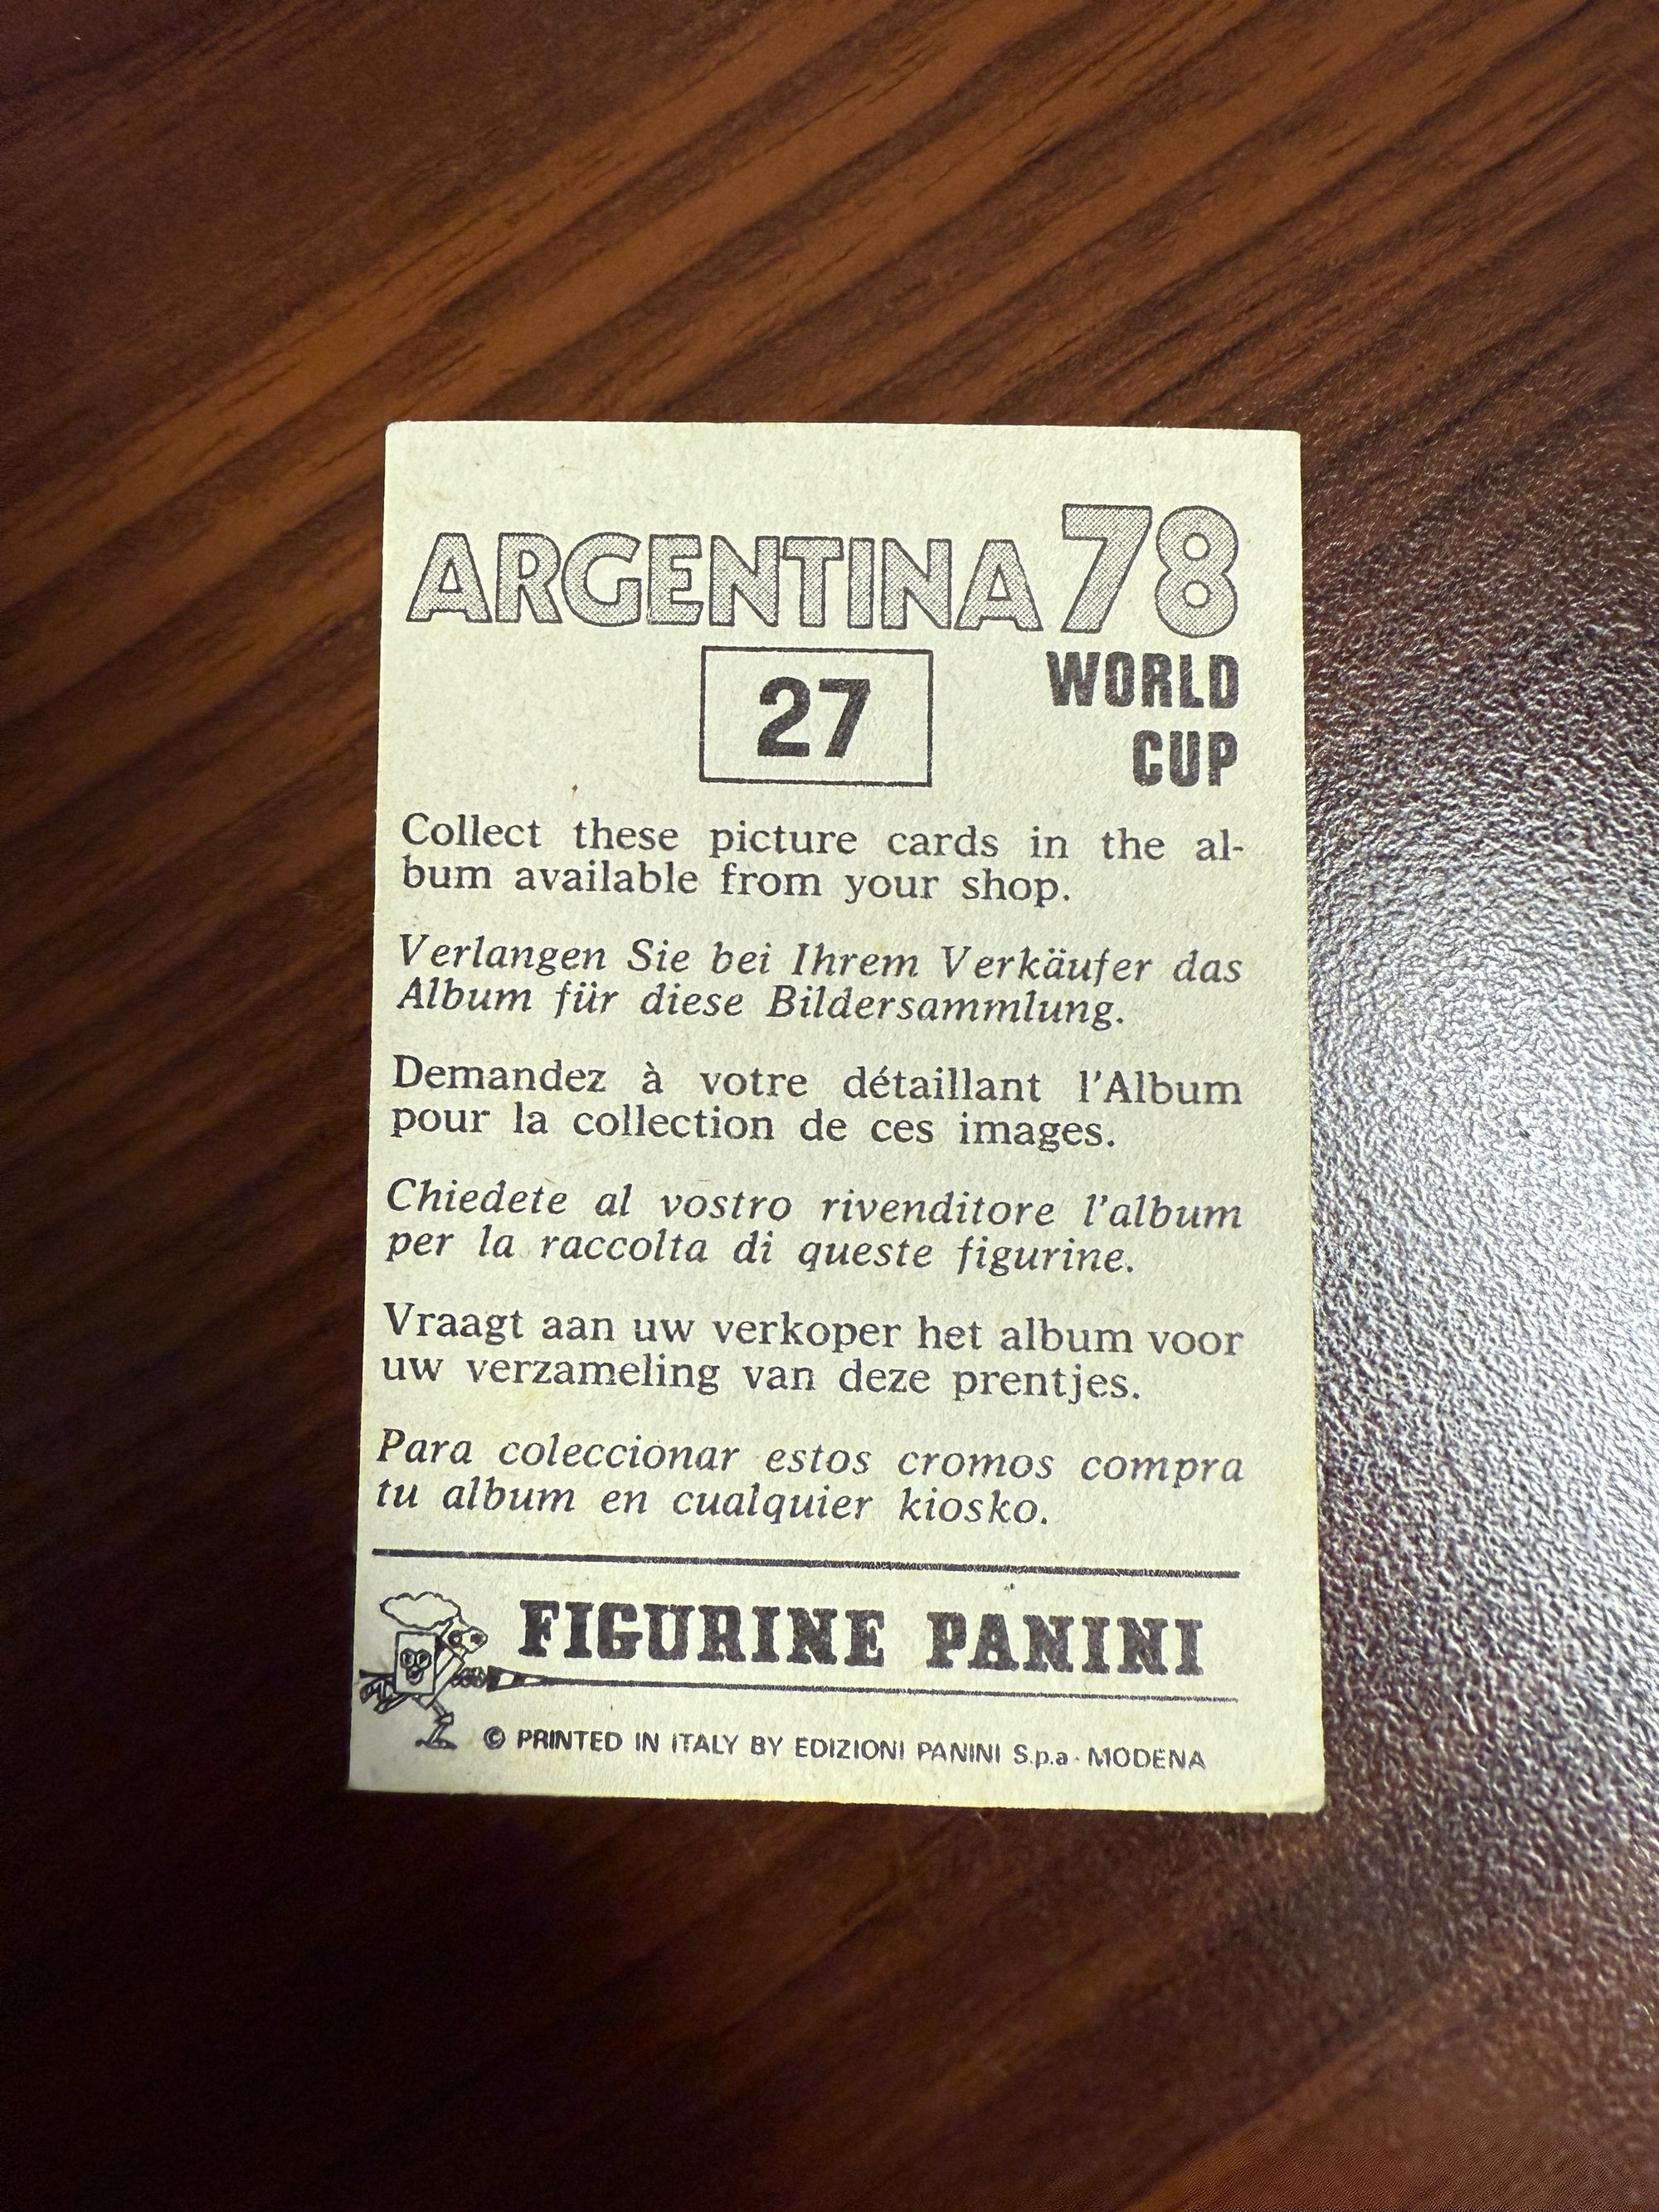 ARGENTINA 78
27
WORLD
CUP
Collect these picture cards in the al-
bum available from your shop.
Verlangen Sie bei Ihrem Verkäufer das
Album für diese Bildersammlung.
Demandez à votre détaillant l'Album
pour la collection de ces images.
Chiedete al vostro rivenditore l'album
per la raccolta di queste figurine.
Vraagt aan uw verkoper het album voor
uw verzameling van deze prentjes.
Para coleccionar estos cromos compra
tu album en cualquier kiosko.
FIGURINE PANINI
© PRINTED IN ITALY BY EDIZIONI PANINI S.p.a - MODENA